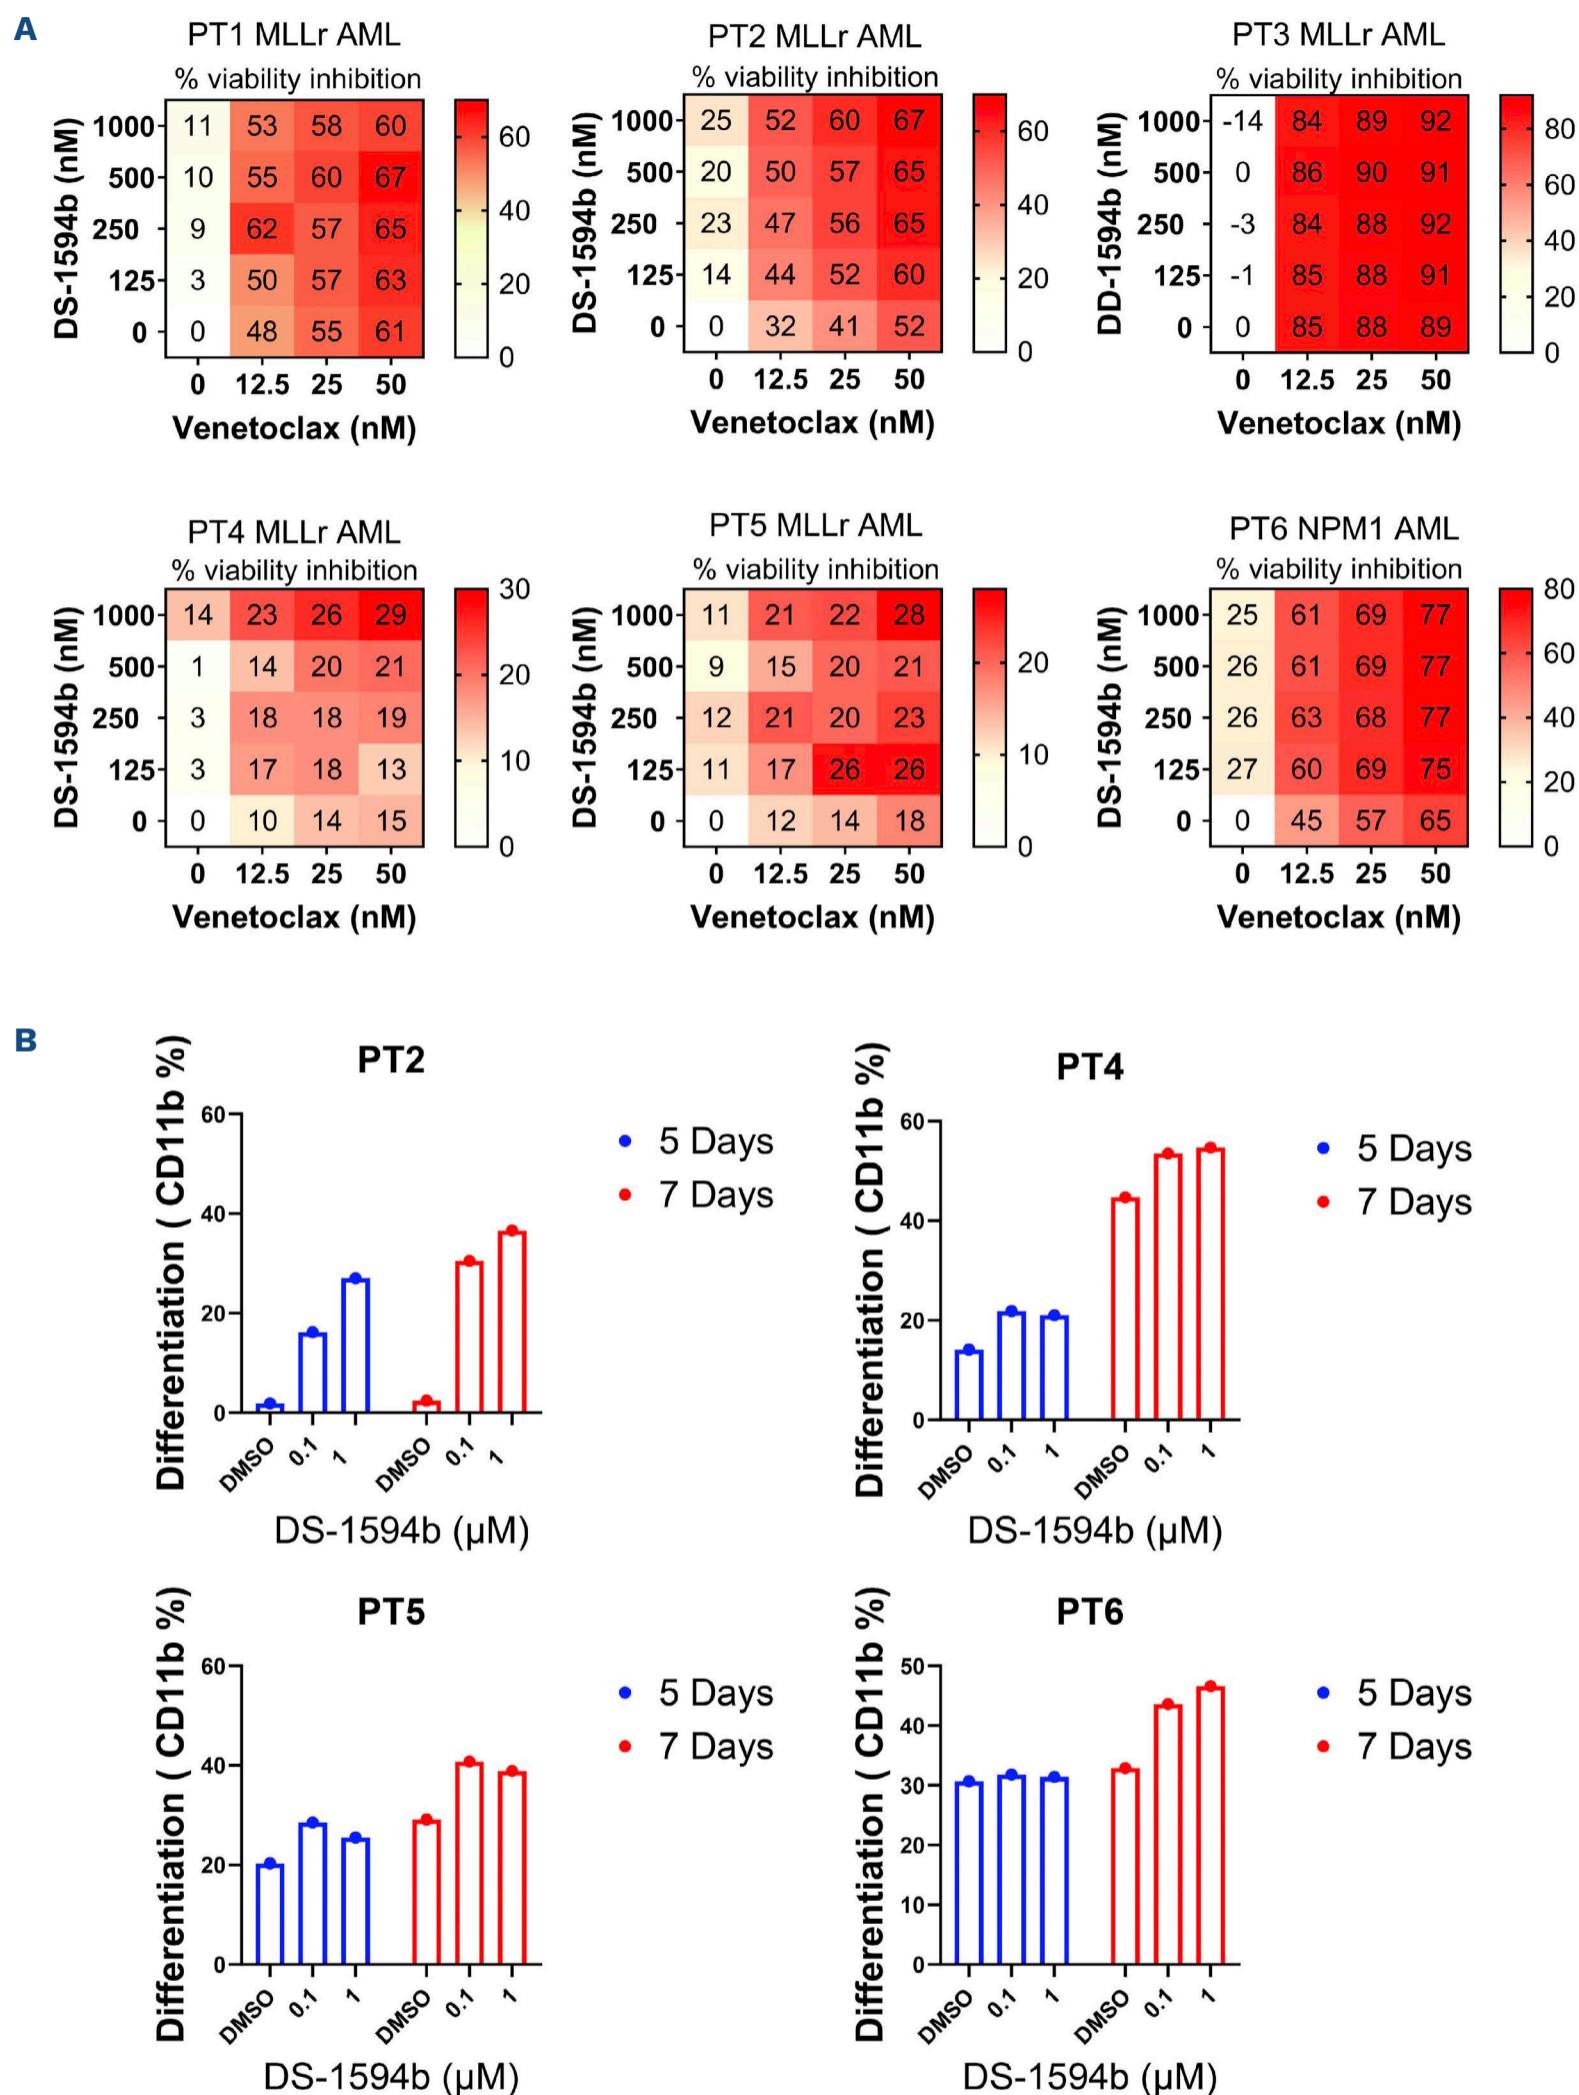 A
PT1 MLLr AML
% viability inhibition
DS-1594b (nM)
1000 11 53 58 60
500 10 55 60 67
250 9 62 57 65
125 3 50 57 63
0 0 48 55 61
0 12.5 25 50
Venetoclax (nM)
60
40
20
0
PT2 MLLr AML
% viability inhibition
DS-1594b (nM)
1000 25 52 60 67
500 20 50 57 65
250 23 47 56 65
125 14 44 52 60
0 0 32 41 52
0 12.5 25 50
Venetoclax (nM)
60
40
20
0
PT3 MLLr AML
% viability inhibition
DD-1594b (nM)
1000 -14 84 89 92
500 0 86 90 91
250 -3 84 88 92
125 -1 85 88 91
0 0 85 88 89
0 12.5 25 50
Venetoclax (nM)
80
60
40
20
0
PT4 MLLr AML
% viability inhibition
DS-1594b (nM)
1000 14 23 26 29
500 1 14 20 21
250 3 18 18 19
125 3 17 18 13
0 0 10 14 15
0 12.5 25 50
Venetoclax (nM)
30
20
10
0
PT5 MLLr AML
% viability inhibition
DS-1594b (nM)
1000 11 21 22 28
500 9 15 20 21
250 12 21 20 23
125 11 17 26 26
0 0 12 14 18
0 12.5 25 50
Venetoclax (nM)
20
10
0
PT6 NPM1 AML
% viability inhibition
DS-1594b (nM)
1000 25 61 69 77
500 26 61 69 77
250 26 63 68 77
125 27 60 69 75
0 0 45 57 65
0 12.5 25 50
Venetoclax (nM)
80
60
40
20
0
B
PT2
Differentiation ( CD11b %)
60
40
20
0
DMSO 0.1 1 DMSO 0.1 1
DS-1594b (µM)
5 Days
7 Days
PT4
Differentiation ( CD11b %)
60
40
20
0
DMSO 0.1 1 DMSO 0.1 1
DS-1594b (µM)
5 Days
7 Days
PT5
Differentiation ( CD11b %)
60
40
20
0
DMSO 0.1 1 DMSO 0.1 1
DS-1594b (µM)
5 Days
7 Days
PT6
Differentiation ( CD11b %)
50
40
30
20
10
0
DMSO 0.1 1 DMSO 0.1 1
DS-1594b (µM)
5 Days
7 Days